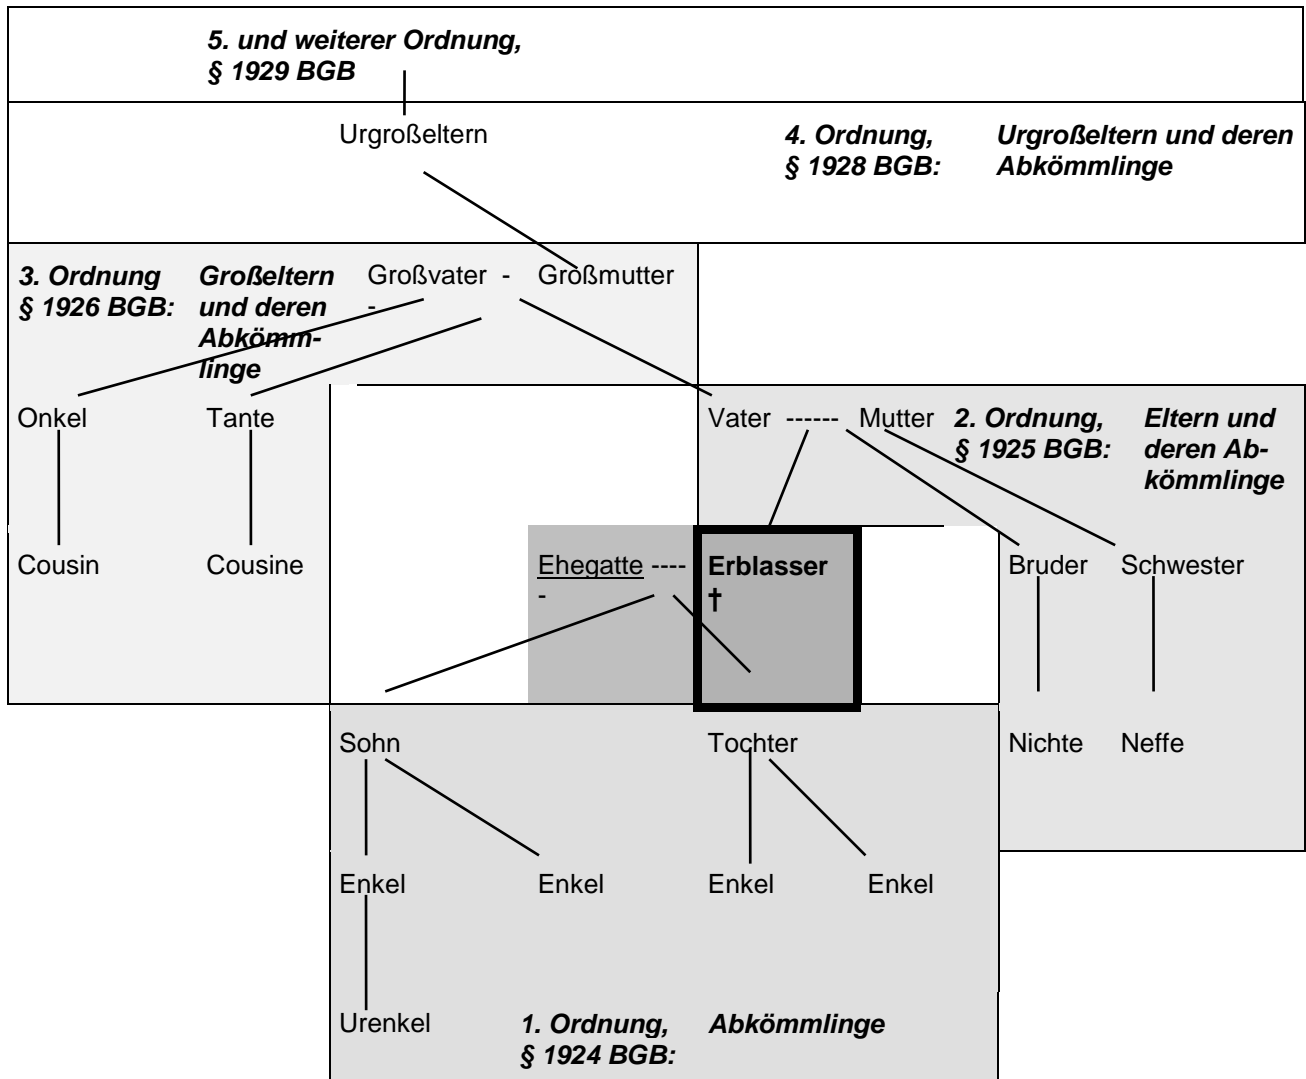 5. und weiterer Ordnung,
§ 1929 BGB
Urgroßeltern
4. Ordnung, Urgroßeltern und deren
§ 1928 BGB: Abkömmlinge
3. Ordnung Großeltern Großvater - Großmutter
§ 1926 BGB: und deren -
Abkömm-
linge
Onkel Tante Vater ------ Mutter 2. Ordnung, Eltern und
§ 1925 BGB: deren Ab-
kömmlinge
Cousin Cousine Ehegatte ---- Erblasser Bruder Schwester
- †
Sohn Tochter Nichte Neffe
Enkel Enkel Enkel Enkel
Urenkel 1. Ordnung, Abkömmlinge
§ 1924 BGB: